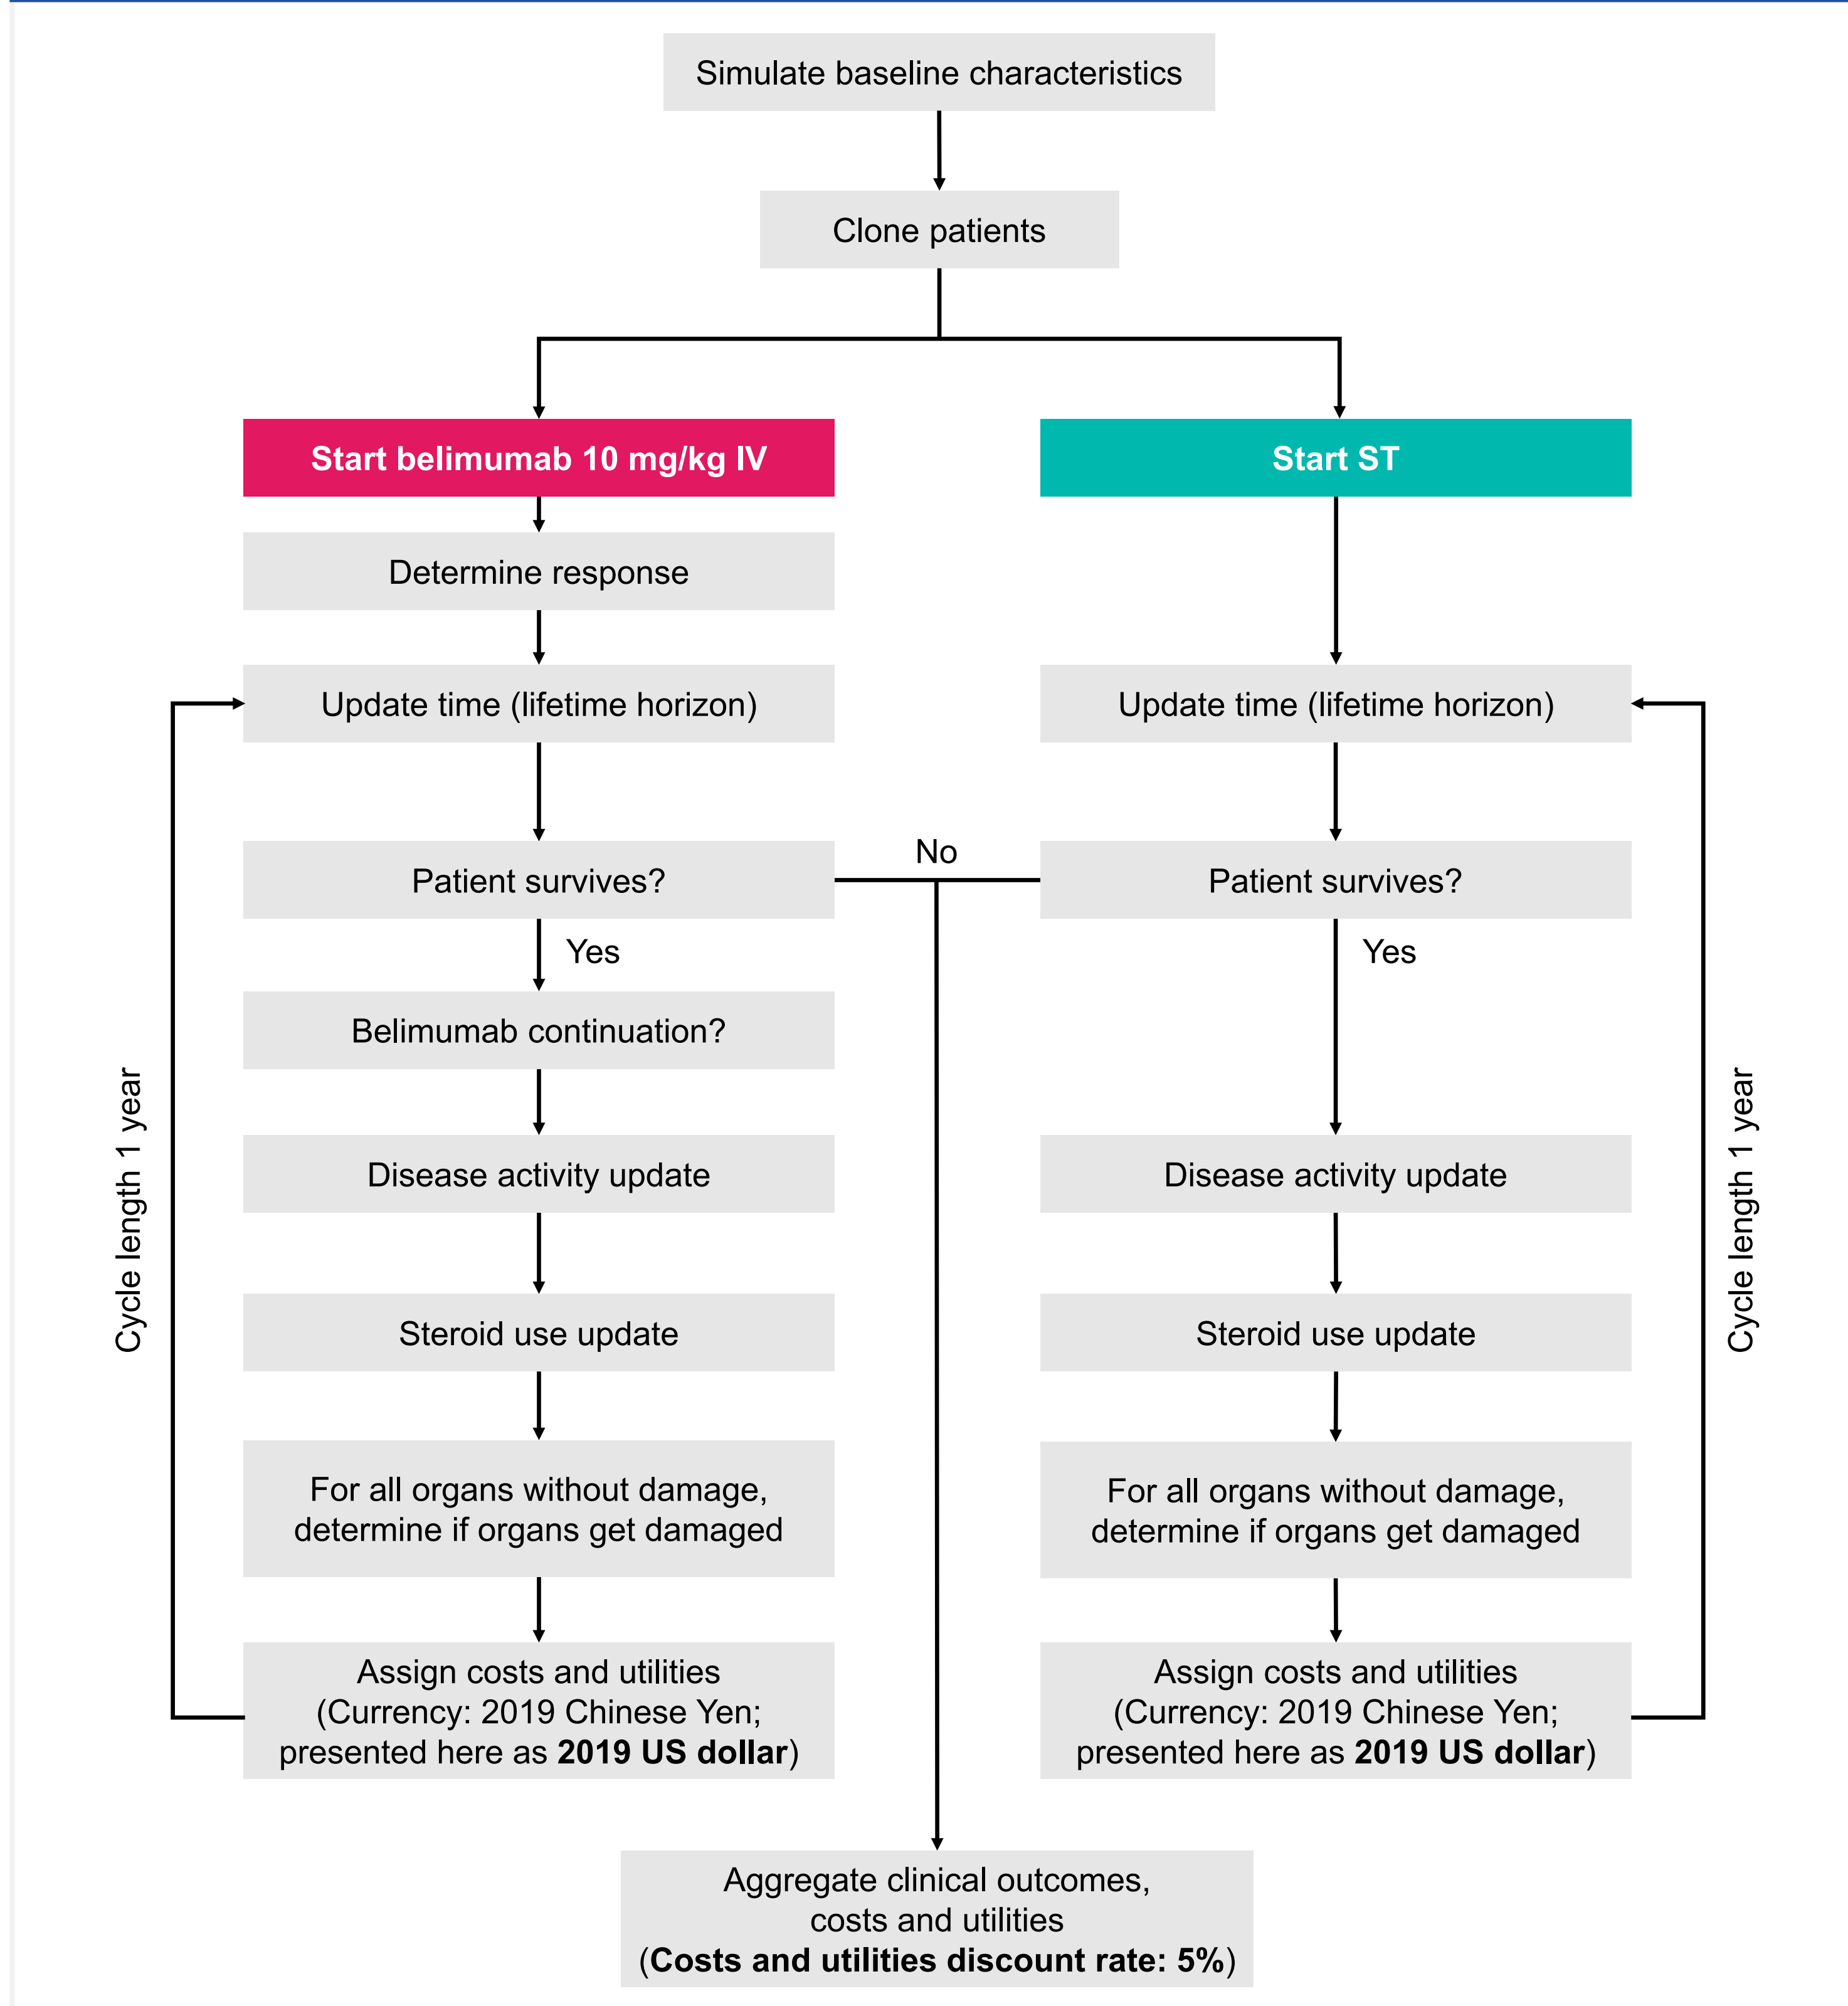 Simulate baseline characteristics
Clone patients
Start belimumab 10 mg/kg IV
Start ST
Determine response
Update time (lifetime horizon)
Update time (lifetime horizon)
Patient survives?
No
Patient survives?
Yes
Yes
Belimumab continuation?
Cycle length 1 year
Cycle length 1 year
Disease activity update
Disease activity update
Steroid use update
Steroid use update
For all organs without damage,
determine if organs get damaged
For all organs without damage,
determine if organs get damaged
Assign costs and utilities
(Currency: 2019 Chinese Yen;
presented here as 2019 US dollar)
Assign costs and utilities
(Currency: 2019 Chinese Yen;
presented here as 2019 US dollar)
Aggregate clinical outcomes,
costs and utilities
(Costs and utilities discount rate: 5%)